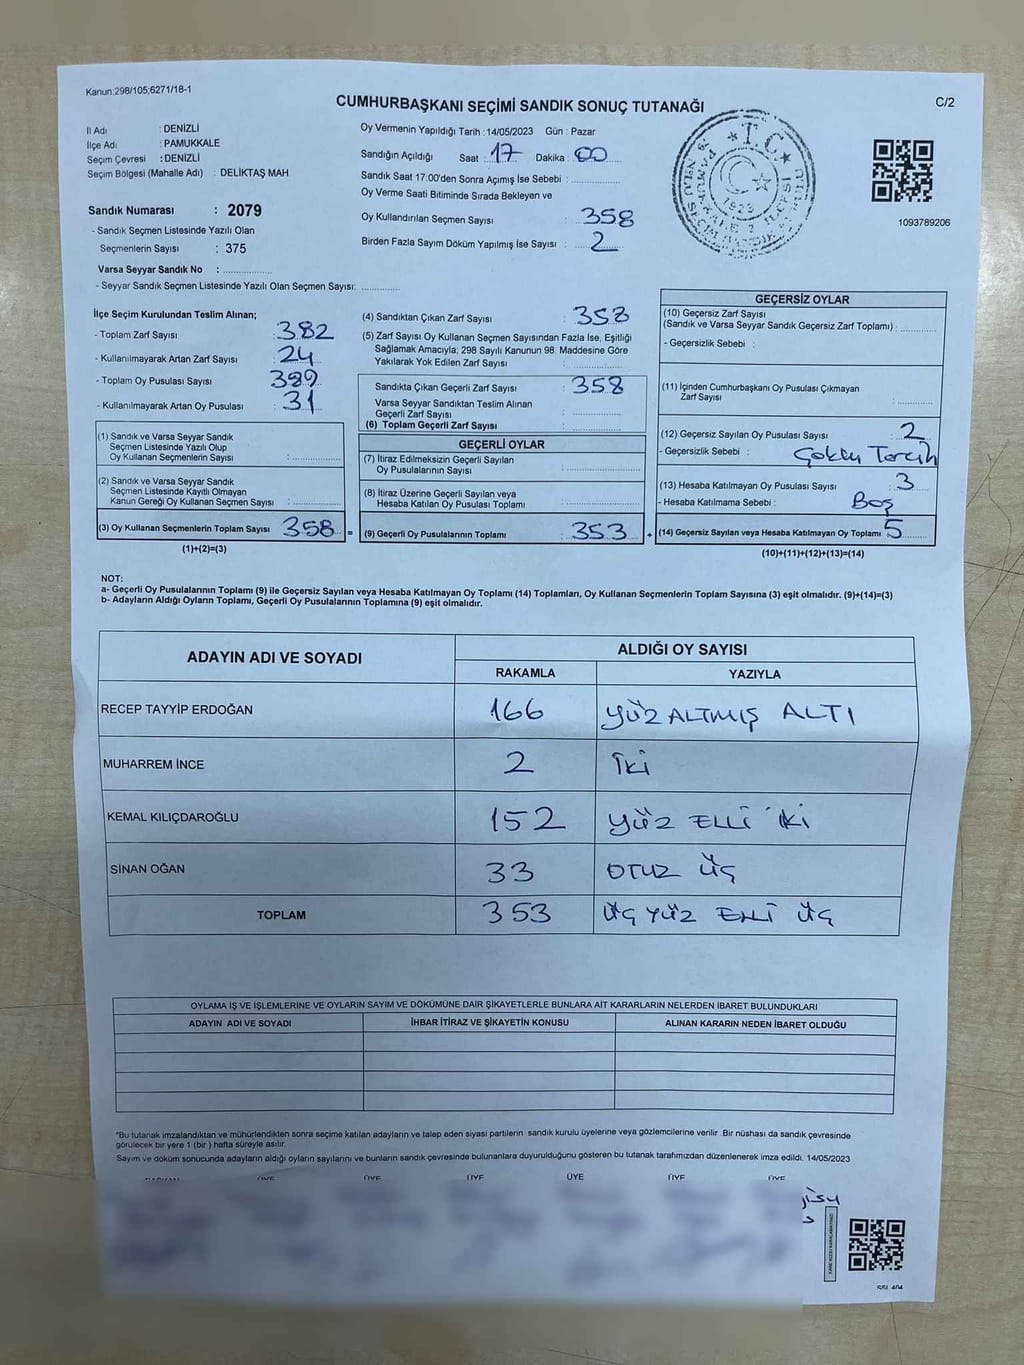 Kanun:298/105;6271/18-1
CUMHURBAŞKANI SEÇİMİ SANDIK SONUÇ TUTANAĞI
C/2
İl Adı : DENİZLİ
İlçe Adı : PAMUKKALE
Seçim Çevresi : DENİZLİ
Seçim Bölgesi (Mahalle Adı) : DELİKTAŞ MAH.
Sandık Numarası : 2079
- Sandık Seçmen Listesinde Yazılı Olan
Seçmenlerin Sayısı : 375
Varsa Seyyar Sandık No :
- Seyyar Sandık Seçmen Listesinde Yazılı Olan Seçmen Sayısı:
Oy Vermenin Yapıldığı Tarih : 14/05/2023 Gün : Pazar
Sandığın Açıldığı Saat : 17 Dakika : 00
Sandık Saat 17:00'den Sonra Açımış İse Sebebi :
Oy Verme Saati Bitiminde Sırada Bekleyen ve
Oy Kullandırılan Seçmen Sayısı : 358
Birden Fazla Sayım Döküm Yapılmış İse Sayısı : 2
T.C.
1923
1093789206
İlçe Seçim Kurulundan Teslim Alınan;
- Toplam Zarf Sayısı : 382
- Kullanılmayarak Artan Zarf Sayısı : 24
- Toplam Oy Pusulası Sayısı : 389
- Kullanılmayarak Artan Oy Pusulası : 31
(1) Sandık ve Varsa Seyyar Sandık
Seçmen Listesinde Yazılı Olup
Oy Kullanan Seçmenlerin Sayısı :
(2) Sandık ve Varsa Seyyar Sandık
Seçmen Listesinde Kayıtlı Olmayan
Kanun Gereği Oy Kullanan Seçmen Sayısı :
(3) Oy Kullanan Seçmenlerin Toplam Sayısı : 358 =
(1)+(2)=(3)
(4) Sandıktan Çıkan Zarf Sayısı : 358
(5) Zarf Sayısı Oy Kullanan Seçmen Sayısından Fazla İse, Eşitliği
Sağlamak Amacıyla; 298 Sayılı Kanunun 98. Maddesine Göre
Yakılarak Yok Edilen Zarf Sayısı :
Sandıkta Çıkan Geçerli Zarf Sayısı : 358
Varsa Seyyar Sandıktan Teslim Alınan
Geçerli Zarf Sayısı :
(6) Toplam Geçerli Zarf Sayısı :
GEÇERLİ OYLAR
(7) İtiraz Edilmeksizin Geçerli Sayılan
Oy Pusulalarının Sayısı :
(8) İtiraz Üzerine Geçerli Sayılan veya
Hesaba Katılan Oy Pusulası Toplamı :
(9) Geçerli Oy Pusulalarının Toplamı : 353 +
GEÇERSİZ OYLAR
(10) Geçersiz Zarf Sayısı
(Sandık ve Varsa Seyyar Sandık Geçersiz Zarf Toplamı) :
- Geçersizlik Sebebi :
(11) İçinden Cumhurbaşkanı Oy Pusulası Çıkmayan
Zarf Sayısı :
(12) Geçersiz Sayılan Oy Pusulası Sayısı : 2
- Geçersizlik Sebebi : Çoklu Tercih
(13) Hesaba Katılmayan Oy Pusulası Sayısı : 3
- Hesaba Katılmama Sebebi : Boş
(14) Geçersiz Sayılan veya Hesaba Katılmayan Oy Toplamı 5
(10)+(11)+(12)+(13)=(14)
NOT:
a- Geçerli Oy Pusulalarının Toplamı (9) ile Geçersiz Sayılan veya Hesaba Katılmayan Oy Toplamı (14) Toplamları, Oy Kullanan Seçmenlerin Toplam Sayısına (3) eşit olmalıdır. (9)+(14)=(3)
b- Adayların Aldığı Oyların Toplamı, Geçerli Oy Pusulalarının Toplamına (9) eşit olmalıdır.
ADAYIN ADI VE SOYADI ALDIĞI OY SAYISI
RAKAMLA YAZIYLA
RECEP TAYYİP ERDOĞAN 166 YÜZ ALTMIŞ ALTI
MUHARREM İNCE 2 İKİ
KEMAL KILIÇDAROĞLU 152 YÜZ ELLİ İKİ
SİNAN OĞAN 33 OTUZ ÜÇ
TOPLAM 353 ÜÇ YÜZ ELLİ ÜÇ
OYLAMA İŞ VE İŞLEMLERİNE VE OYLARIN SAYIM VE DÖKÜMÜNE DAİR ŞİKAYETLERLE BUNLARA AİT KARARLARIN NELERDEN İBARET BULUNDUKLARI
ADAYIN ADI VE SOYADI İHBAR İTİRAZ VE ŞİKAYETİN KONUSU ALINAN KARARIN NEDEN İBARET OLDUĞU
*Bu tutanak imzalandıktan ve mühürlendikten sonra seçime katılan adayların ve talep eden siyasi partilerin sandık kurulu üyelerine veya gözlemcilerine verilir .Bir nüshası da sandık çevresinde
görülecek bir yere 1 (bir ) hafta süreyle asılır.
Sayım ve döküm sonucunda adayların aldığı oyların sayılarını ve bunların sandık çevresinde bulunanlara duyurulduğunu gösteren bu tutanak tarafımızdan düzenlenerek imza edildi. 14/05/2023
BAŞKAN ÜYE ÜYE ÜYE ÜYE ÜYE ÜYE